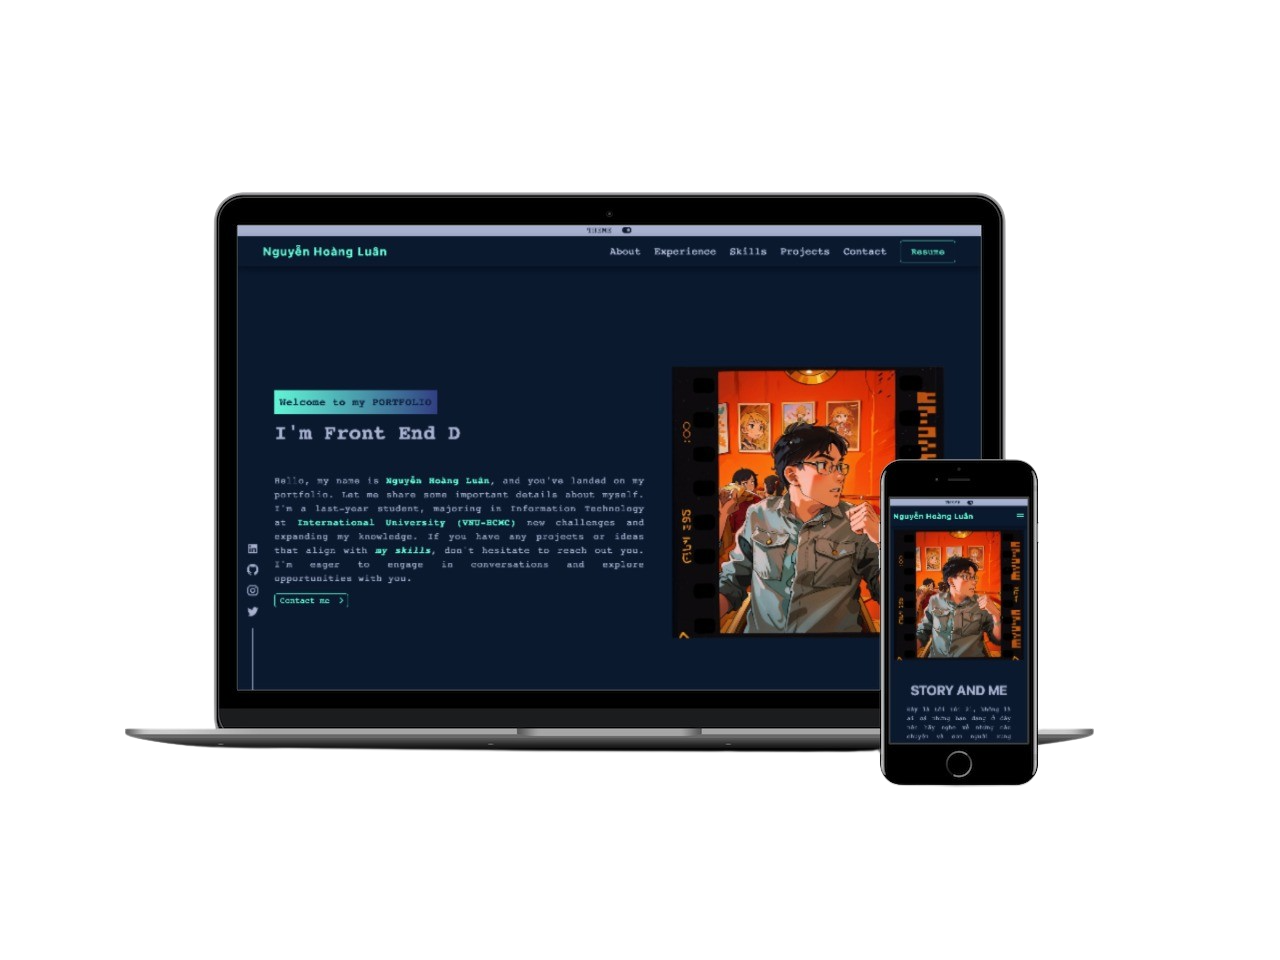 THEME
Nguyễn Hoàng Luân
About Experience Skills Projects Contact Resume
Welcome to my PORTFOLIO
I'm Front End D
Hello, my name is Nguyễn Hoàng Luân, and you've landed on my
portfolio. Let me share some important details about myself.
I'm a last-year student, majoring in Information Technology
at International University (VNU-HCMC) new challenges and
expanding my knowledge. If you have any projects or ideas
that align with my skills, don't hesitate to reach out you.
I'm eager to engage in conversations and explore
opportunities with you.
Contact me >
THEME
Nguyễn Hoàng Luân
STORY AND ME